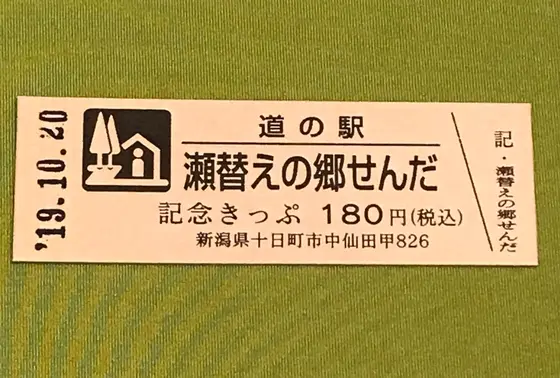 '19.10.20
道の駅
瀬替えの郷せんだ
記念きっぷ 180円(税込)
新潟県十日町市中仙田甲826
記・瀬替えの郷せんだ